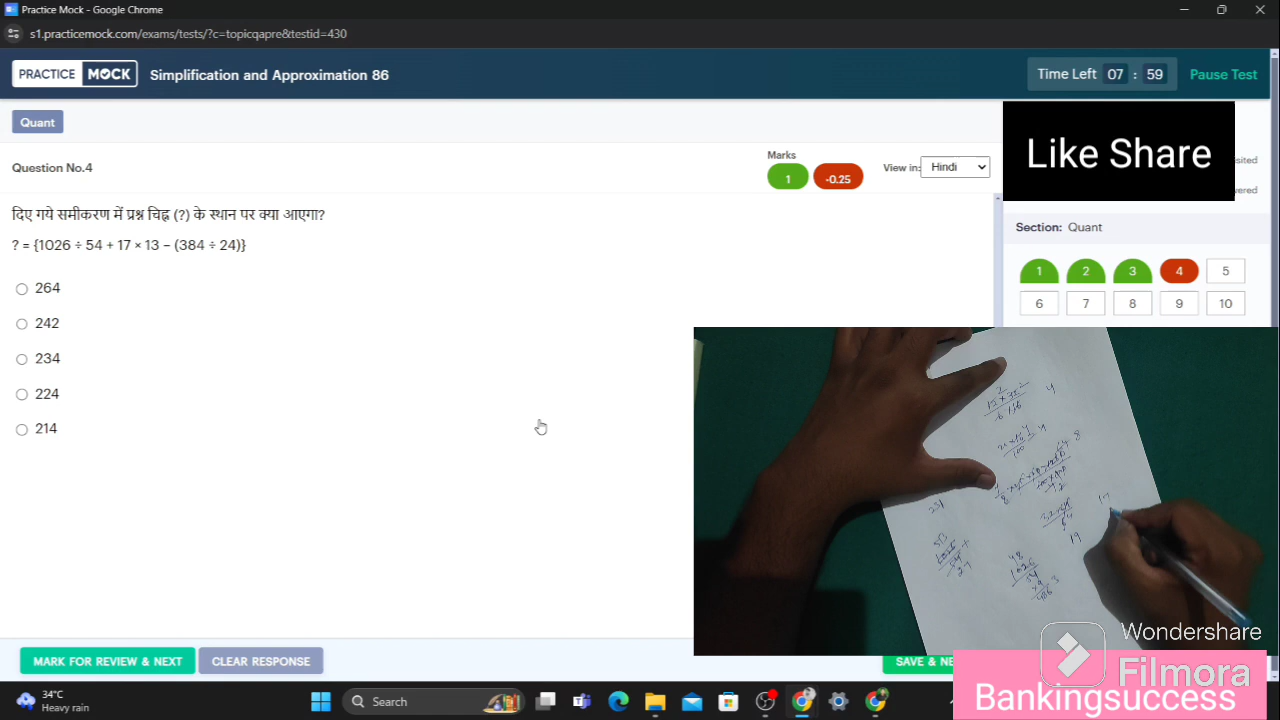 Practice Mock - Google Chrome
s1.practicemock.com/exams/tests/?c=topicqapre&testid=430
PRACTICE MOCK
Simplification and Approximation 86
Time Left 07 : 59
Pause Test
Quant
Like Share
Question No.4
Marks
1
-0.25
View in: Hindi
दिए गये समीकरण में प्रश्न चिह्न (?) के स्थान पर क्या आएगा?
? = {1026 ÷ 54 + 17 × 13 – (384 ÷ 24)}
264
242
234
224
214
Section: Quant
1 2 3 4 5
6 7 8 9 10
19
MARK FOR REVIEW & NEXT
CLEAR RESPONSE
SAVE & NE
Wondershare
Filmora
Bankingsuccess
34°C
Heavy rain
Search